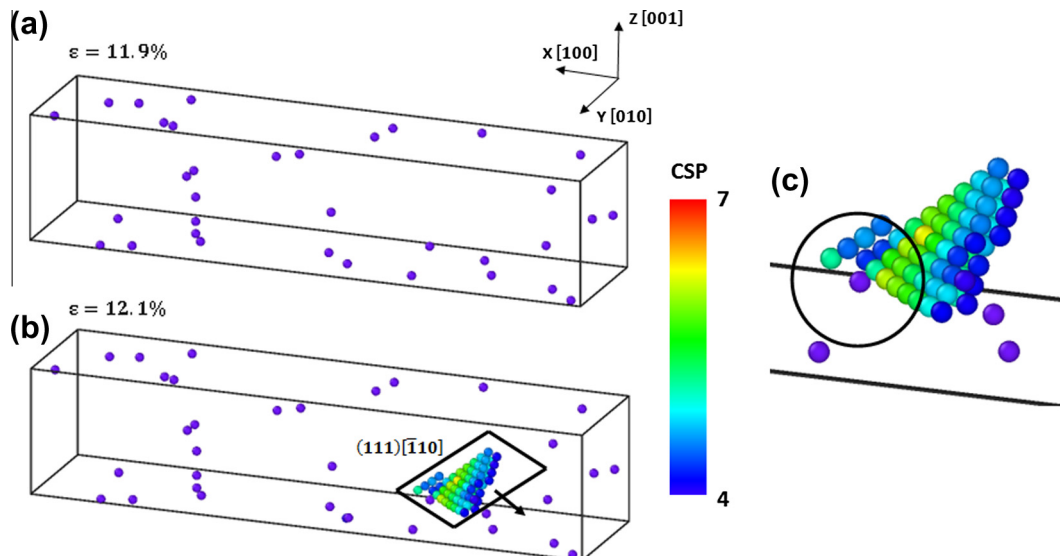 (a)
ε = 11.9%
Z [001]
X [100]
Y [010]
(b)
ε = 12.1%
(111)[1̅10]
CSP
7
4
(c)